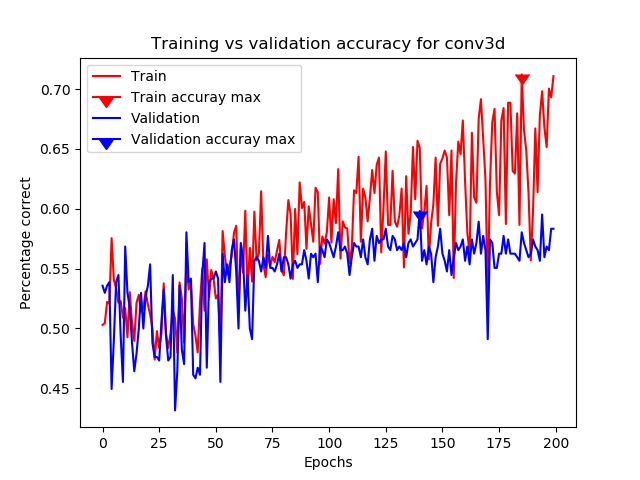 Training vs validation accuracy for conv3d
Train
Train accuray max
Validation
Validation accuray max
Percentage correct
0.70
0.65
0.60
0.55
0.50
0.45
0 25 50 75 100 125 150 175 200
Epochs